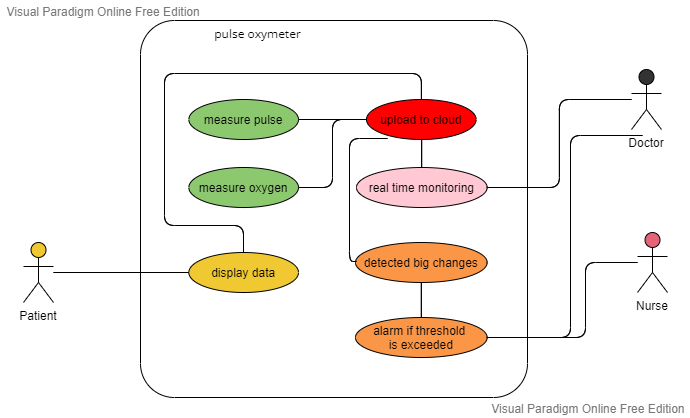 Visual Paradigm Online Free Edition
pulse oxymeter
measure pulse
upload to cloud
Doctor
measure oxygen
real time monitoring
display data
detected big changes
Patient
Nurse
alarm if threshold
is exceeded
Visual Paradigm Online Free Edition